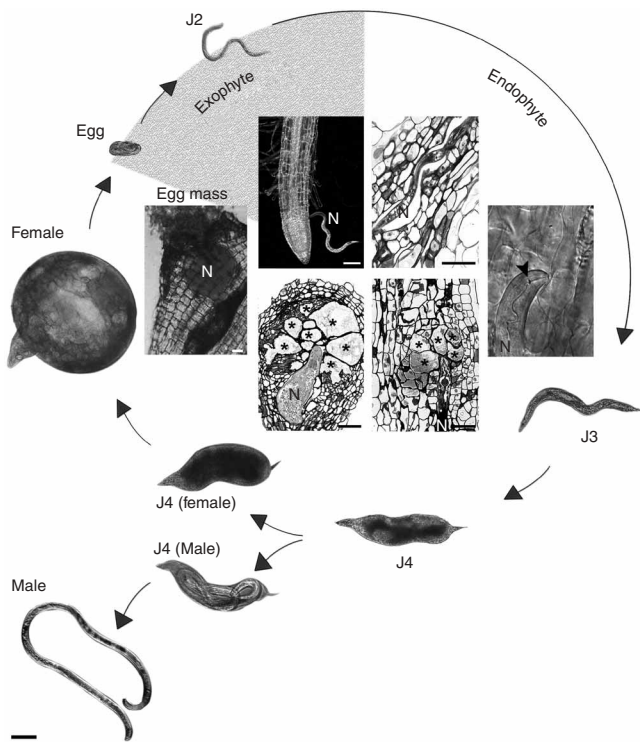 J2
Exophyte
Endophyte
Egg
Egg mass
Female
N
N
N
N
*
*
*
*
*
*
*
N
*
*
*
*
*
N
J3
J4 (female)
J4
J4 (Male)
Male